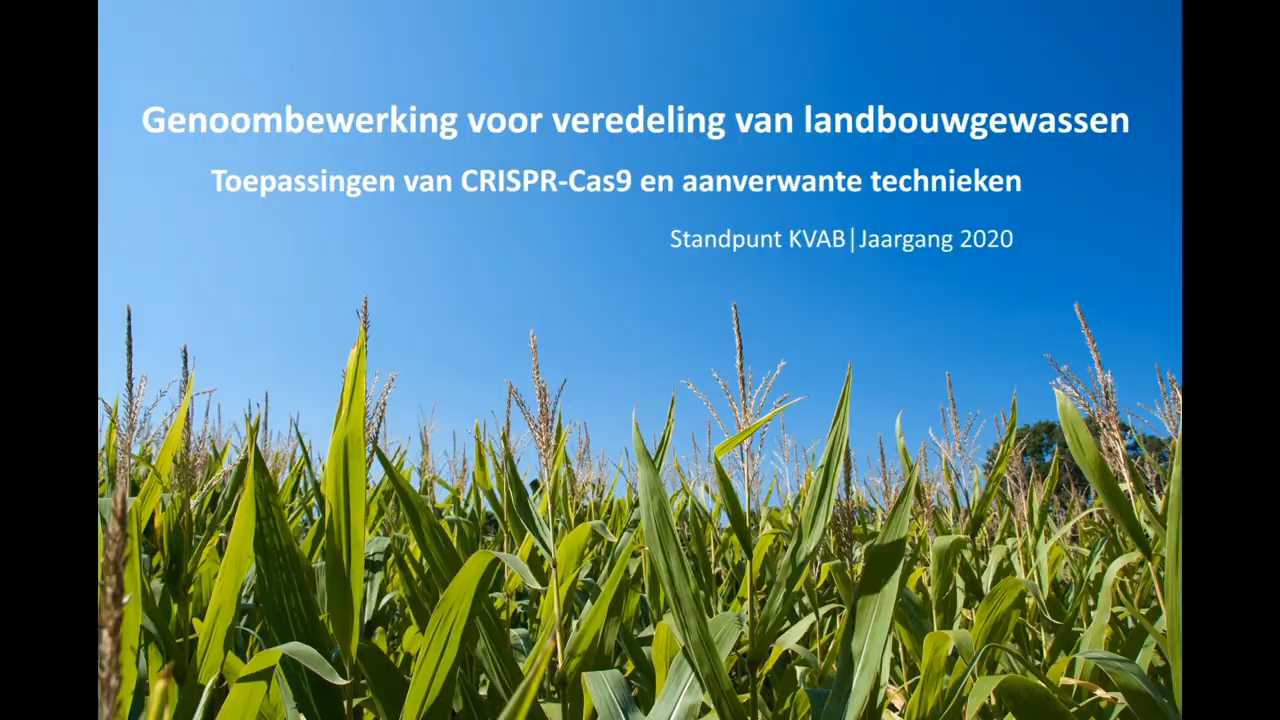 Genoombewerking voor veredeling van landbouwgewassen
Toepassingen van CRISPR-Cas9 en aanverwante technieken
Standpunt KVAB|Jaargang 2020